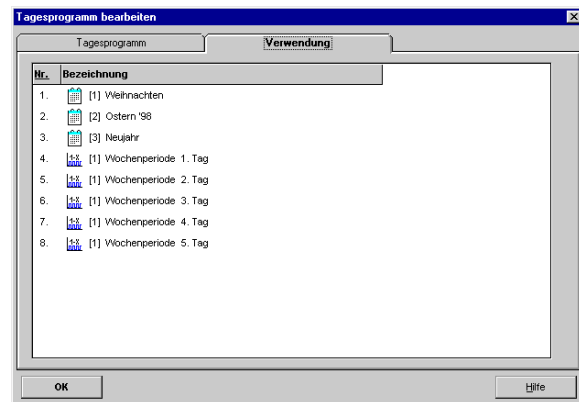 Tagesprogramm bearbeiten
Tagesprogramm Verwendung
Nr. Bezeichnung
1. [1] Weihnachten
2. [2] Ostern '98
3. [3] Neujahr
4. [1] Wochenperiode 1. Tag
5. [1] Wochenperiode 2. Tag
6. [1] Wochenperiode 3. Tag
7. [1] Wochenperiode 4. Tag
8. [1] Wochenperiode 5. Tag
OK Hilfe